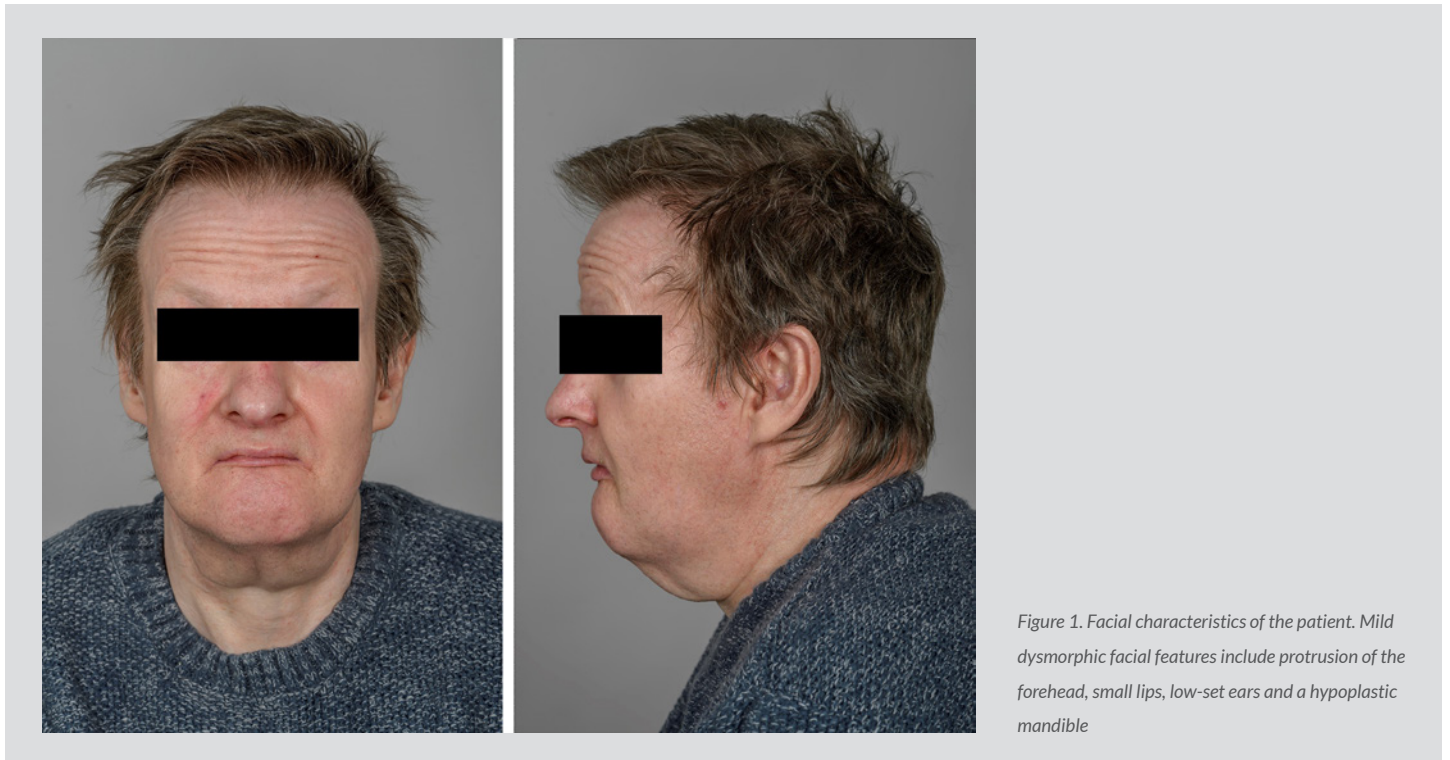 Figure 1. Facial characteristics of the patient. Mild
dysmorphic facial features include protrusion of the
forehead, small lips, low-set ears and a hypoplastic
mandible